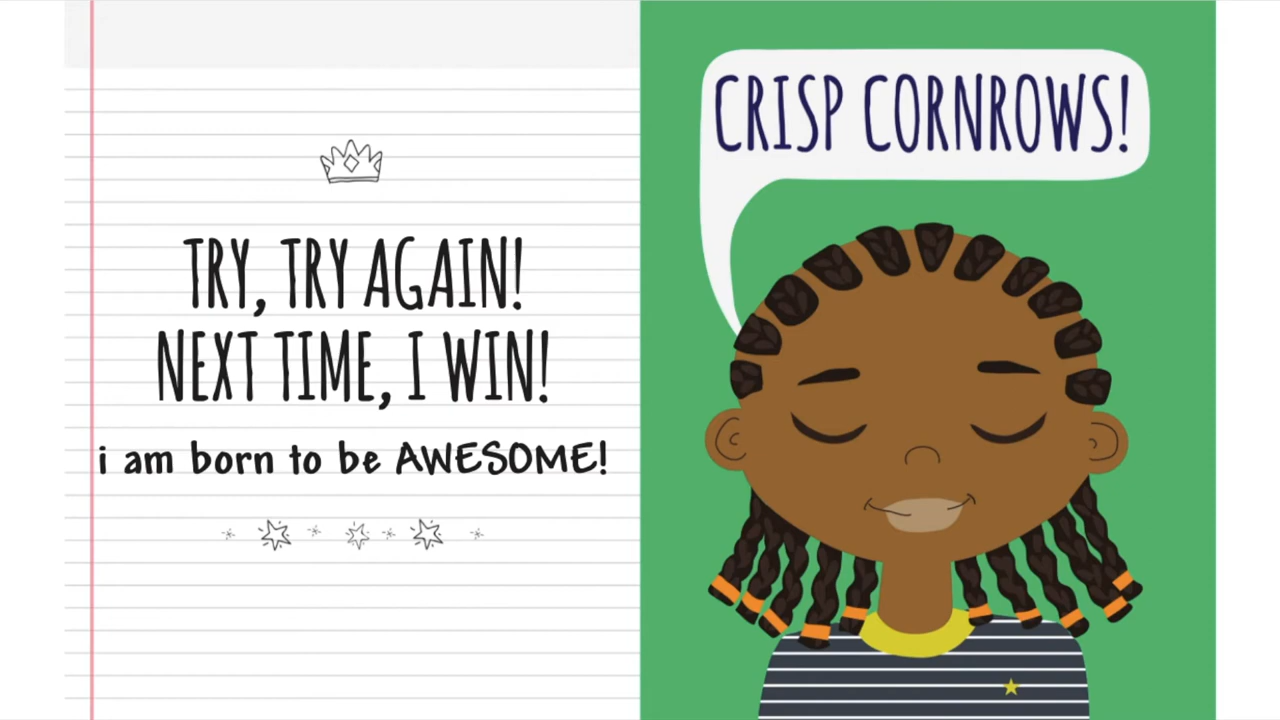 TRY, TRY AGAIN!
NEXT TIME, I WIN!
i am born to be AWESOME!
CRISP CORNROWS!